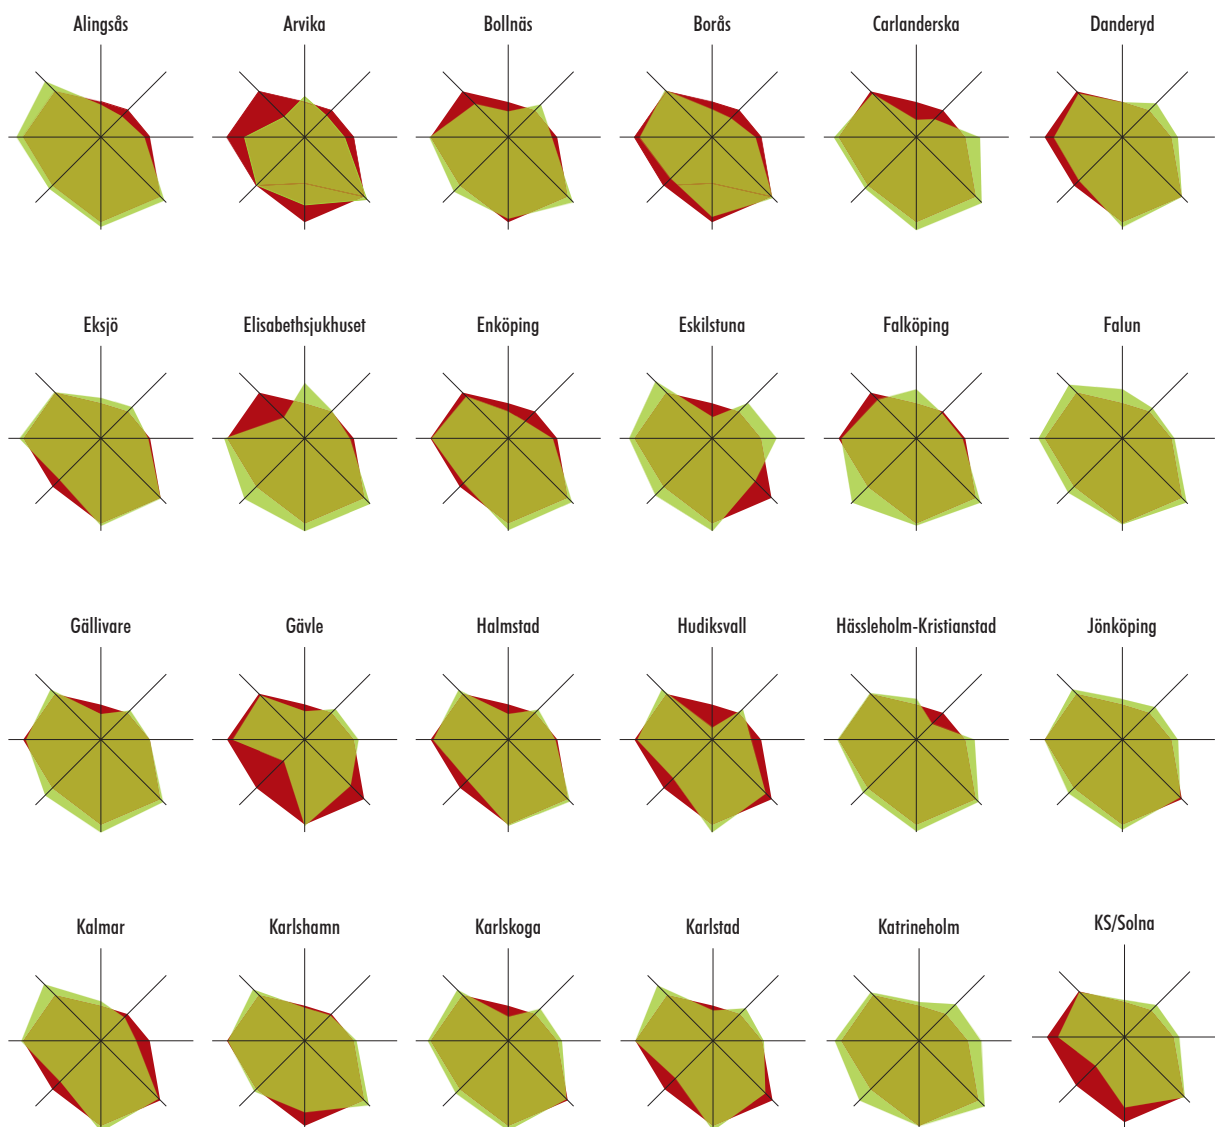 Alingsås
Arvika
Bollnäs
Borås
Carlanderska
Danderyd
Eksjö
Elisabethsjukhuset
Enköping
Eskilstuna
Falköping
Falun
Gällivare
Gävle
Halmstad
Hudiksvall
Hässleholm-Kristianstad
Jönköping
Kalmar
Karlshamn
Karlskoga
Karlstad
Katrineholm
KS/Solna